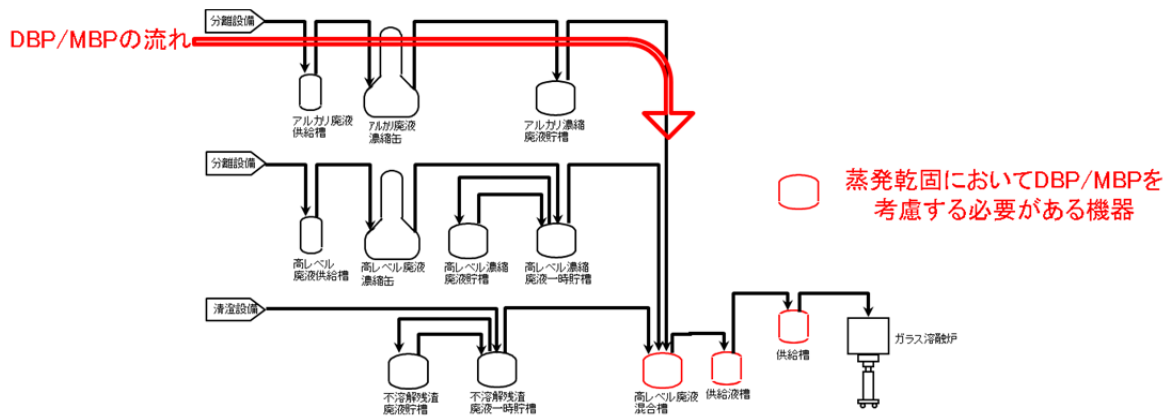 分離設備
DBP/MBPの流れ
アルカリ廃液
供給槽
アルカリ廃液
濃縮缶
アルカリ濃縮
廃液貯槽
分離設備
蒸発乾固においてDBP/MBPを
考慮する必要がある機器
高レベル
廃液供給槽
高レベル廃液
濃縮缶
高レベル濃縮
廃液貯槽
高レベル濃縮
廃液一時貯槽
清澄設備
ガラス溶融炉
供給槽
不溶解残渣
廃液貯槽
不溶解残渣
廃液一時貯槽
高レベル廃液
混合槽
供給液槽